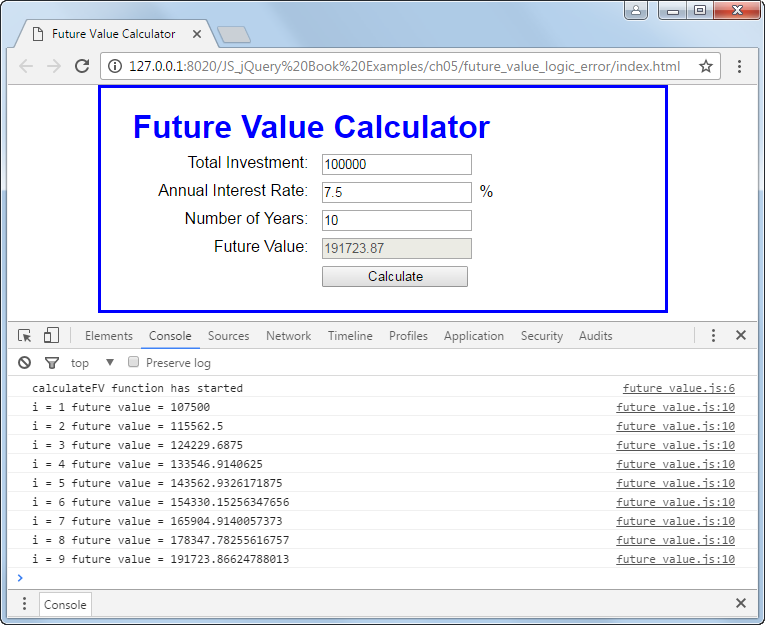 Future Value Calculator
127.0.0.1:8020/JS_jQuery%20Book%20Examples/ch05/future_value_logic_error/index.html
Future Value Calculator
Total Investment: 100000
Annual Interest Rate: 7.5 %
Number of Years: 10
Future Value: 191723.87
Calculate
Elements Console Sources Network Timeline Profiles Application Security Audits
top Preserve log
calculateFV function has started future_value.js:6
i = 1 future value = 107500 future_value.js:10
i = 2 future value = 115562.5 future_value.js:10
i = 3 future value = 124229.6875 future_value.js:10
i = 4 future value = 133546.9140625 future_value.js:10
i = 5 future value = 143562.9326171875 future_value.js:10
i = 6 future value = 154330.15256347656 future_value.js:10
i = 7 future value = 165904.9140057373 future_value.js:10
i = 8 future value = 178347.78255616757 future_value.js:10
i = 9 future value = 191723.86624788013 future_value.js:10
Console